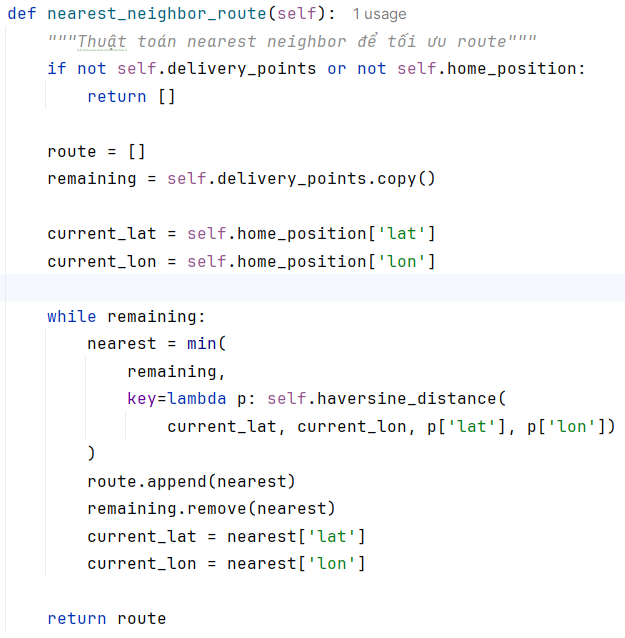 def nearest_neighbor_route(self): 1 usage
    """Thuật toán nearest neighbor để tối ưu route"""
    if not self.delivery_points or not self.home_position:
        return []

    route = []
    remaining = self.delivery_points.copy()

    current_lat = self.home_position['lat']
    current_lon = self.home_position['lon']

    while remaining:
        nearest = min(
            remaining,
            key=lambda p: self.haversine_distance(
                current_lat, current_lon, p['lat'], p['lon'])
        )
        route.append(nearest)
        remaining.remove(nearest)
        current_lat = nearest['lat']
        current_lon = nearest['lon']

    return route